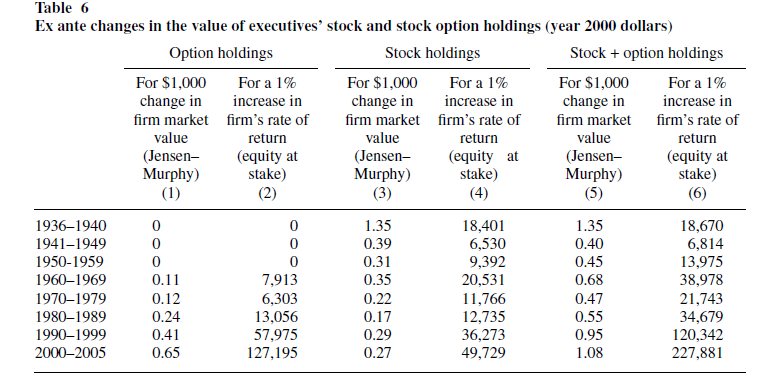 Table 6
Ex ante changes in the value of executives' stock and stock option holdings (year 2000 dollars)
Option holdings Stock holdings Stock + option holdings
For $1,000 For a 1% For $1,000 For a 1% For $1,000 For a 1%
change in increase in change in increase in change in increase in
firm market firm's rate of firm market firm's rate of firm market firm's rate of
value return value return value return
(Jensen– (equity at (Jensen– (equity at (Jensen– (equity at
Murphy) stake) Murphy) stake) Murphy) stake)
(1) (2) (3) (4) (5) (6)
1936–1940 0 0 1.35 18,401 1.35 18,670
1941–1949 0 0 0.39 6,530 0.40 6,814
1950-1959 0 0 0.31 9,392 0.45 13,975
1960–1969 0.11 7,913 0.35 20,531 0.68 38,978
1970–1979 0.12 6,303 0.22 11,766 0.47 21,743
1980–1989 0.24 13,056 0.17 12,735 0.55 34,679
1990–1999 0.41 57,975 0.29 36,273 0.95 120,342
2000–2005 0.65 127,195 0.27 49,729 1.08 227,881